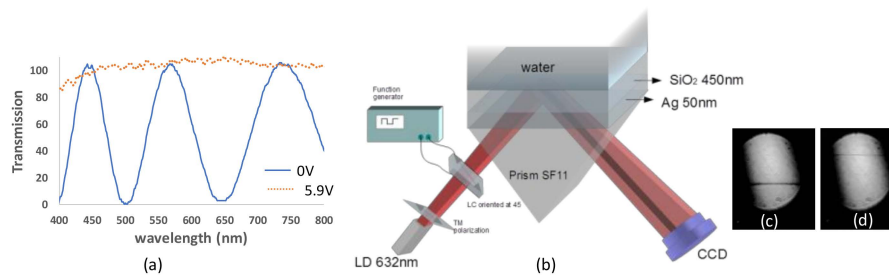 (a)
Transmission
100
80
60
40
20
0
400 450 500 550 600 650 700 750 800
wavelength (nm)
0V
5.9V
(b)
water
SiO₂ 450nm
Ag 50nm
Function
generator
Prism SF11
LC oriented at 45
TM
polarization
LD 632nm
CCD
(c)
(d)
(a)
(b)